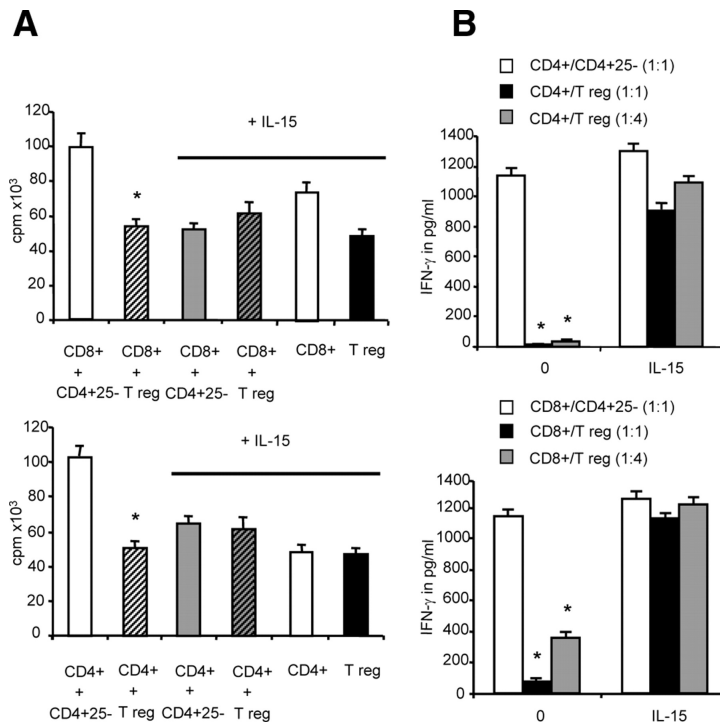 A
+ IL-15
cpm x10³
120
100
80
60
40
20
0
*
CD8+ CD8+ CD8+ CD8+ CD8+ T reg
+ + + +
CD4+25- T reg CD4+25- T reg
+ IL-15
cpm x10³
120
100
80
60
40
20
0
*
CD4+ CD4+ CD4+ CD4+ CD4+ T reg
+ + + +
CD4+25- T reg CD4+25- T reg
B
CD4+/CD4+25- (1:1)
CD4+/T reg (1:1)
CD4+/T reg (1:4)
IFN-γ in pg/ml
1400
1200
1000
800
600
400
200
0
* *
0 IL-15
CD8+/CD4+25- (1:1)
CD8+/T reg (1:1)
CD8+/T reg (1:4)
IFN-γ in pg/ml
1400
1200
1000
800
600
400
200
0
* *
0 IL-15